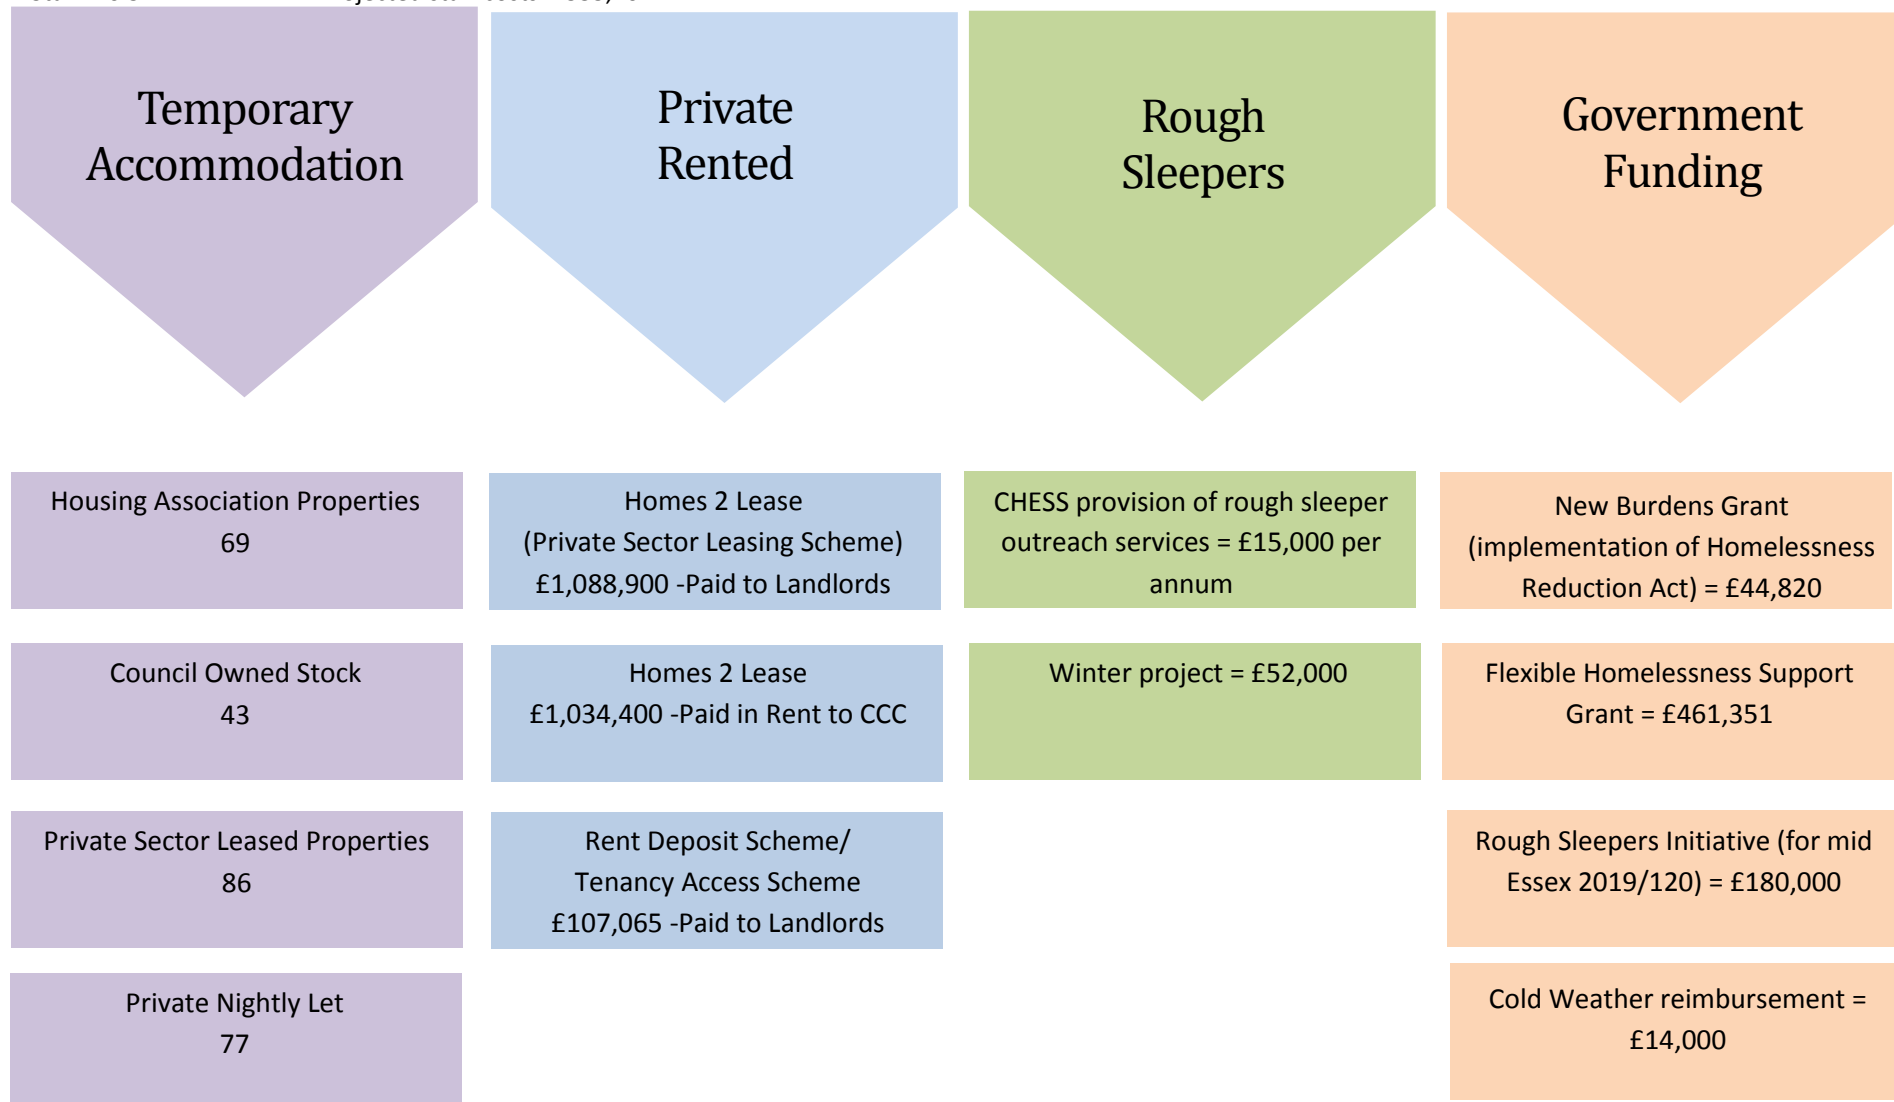 Temporary
Accommodation
Private
Rented
Rough
Sleepers
Government
Funding
Housing Association Properties
69
Council Owned Stock
43
Private Sector Leased Properties
86
Private Nightly Let
77
Homes 2 Lease
(Private Sector Leasing Scheme)
£1,088,900 -Paid to Landlords
Homes 2 Lease
£1,034,400 -Paid in Rent to CCC
Rent Deposit Scheme/
Tenancy Access Scheme
£107,065 -Paid to Landlords
CHESS provision of rough sleeper
outreach services = £15,000 per
annum
Winter project = £52,000
New Burdens Grant
(implementation of Homelessness
Reduction Act) = £44,820
Flexible Homelessness Support
Grant = £461,351
Rough Sleepers Initiative (for mid
Essex 2019/120) = £180,000
Cold Weather reimbursement =
£14,000